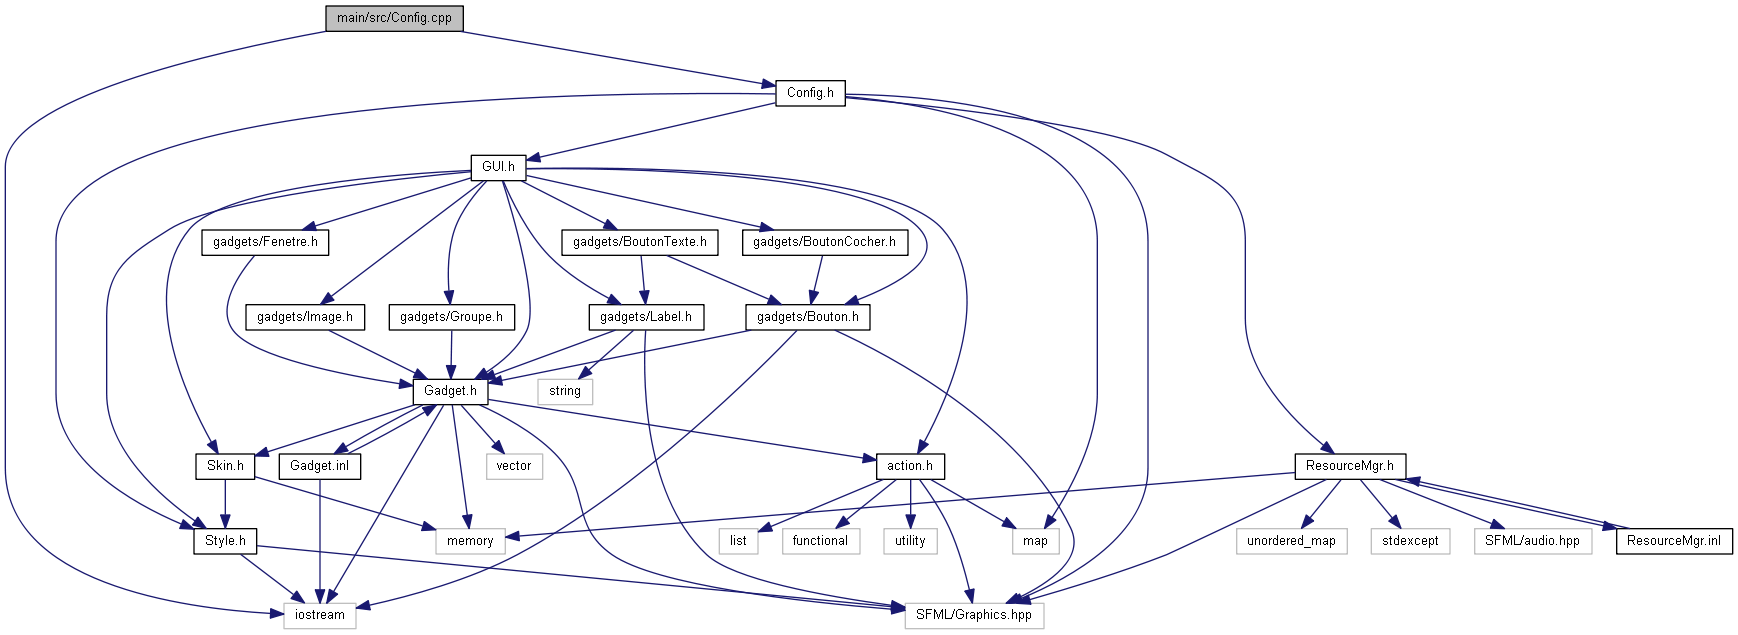 main/src/Config.cpp
Config.h
GUI.h
gadgets/Fenetre.h
gadgets/BoutonTexte.h
gadgets/BoutonCocher.h
gadgets/Image.h
gadgets/Groupe.h
gadgets/Label.h
gadgets/Bouton.h
Gadget.h
string
Skin.h
Gadget.inl
vector
action.h
ResourceMgr.h
Style.h
memory
list
functional
utility
map
unordered_map
stdexcept
SFML/audio.hpp
ResourceMgr.inl
iostream
SFML/Graphics.hpp